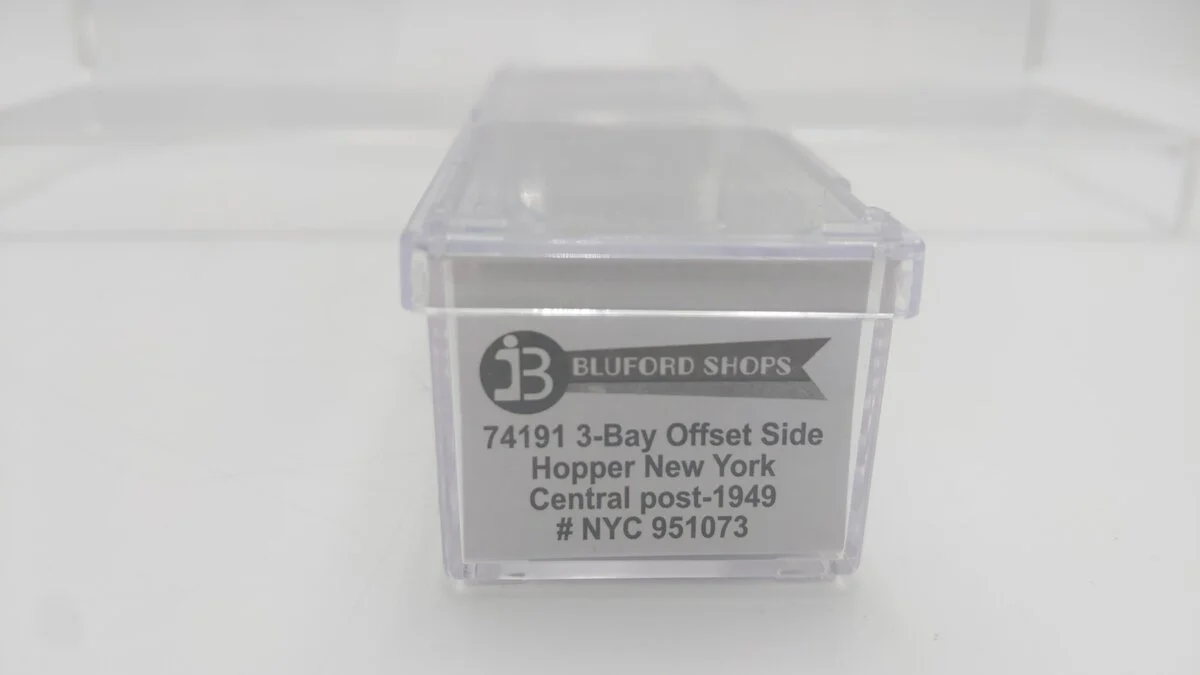 BLUFORD SHOPS
74191 3-Bay Offset Side
Hopper New York
Central post-1949
# NYC 951073